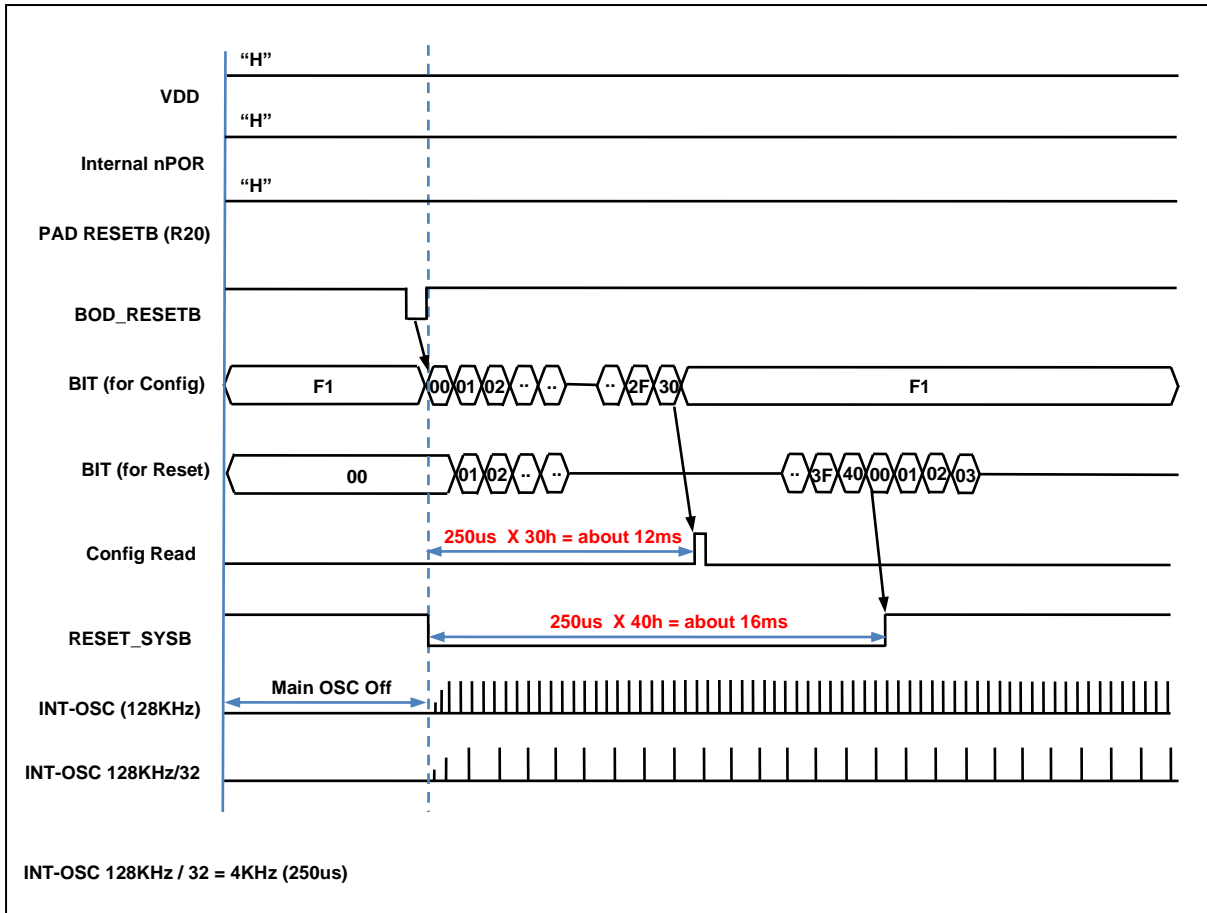 “H”
VDD
“H”
Internal nPOR
“H”
PAD RESETB (R20)
BOD_RESETB
BIT (for Config) F1 00 01 02 ·· ·· ·· 2F 30 F1
BIT (for Reset) 00 01 02 ·· ·· ·· 3F 40 00 01 02 03
250us X 30h = about 12ms
Config Read
250us X 40h = about 16ms
RESET_SYSB
Main OSC Off
INT-OSC (128KHz)
INT-OSC 128KHz/32
INT-OSC 128KHz / 32 = 4KHz (250us)